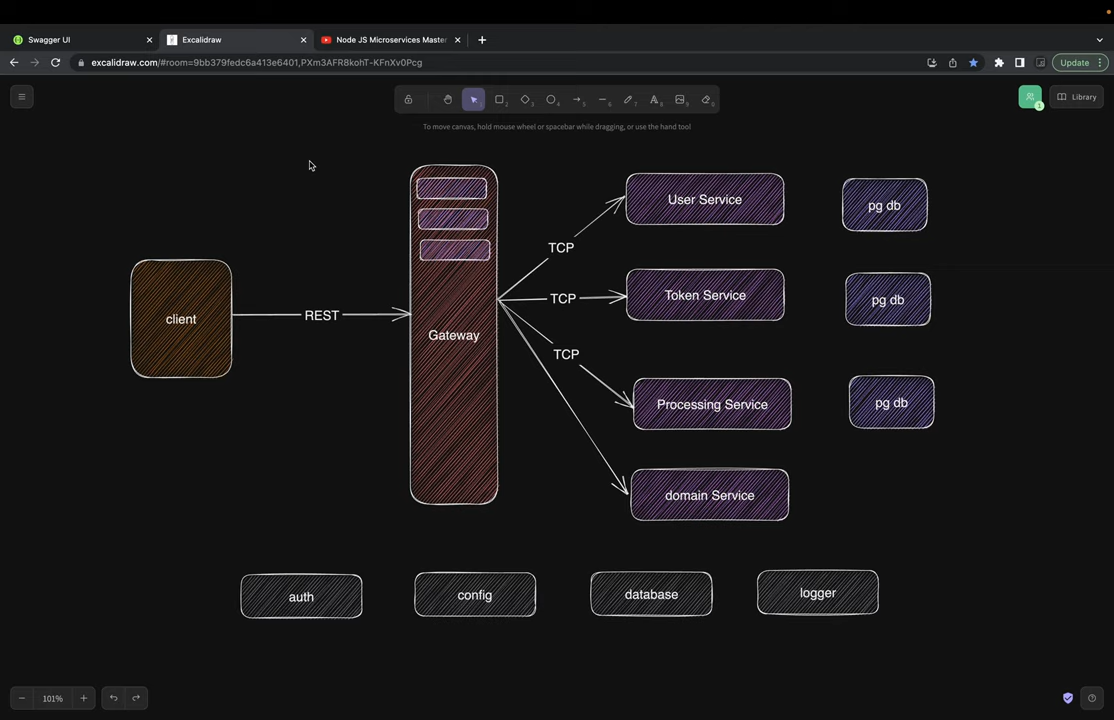 Swagger UI
Excalidraw
Node JS Microservices Master
excalidraw.com/#room=9bb379fedc6a413e6401,PXm3AFR8kohT-KFnXv0Pcg
Update
Library
1
To move canvas, hold mouse wheel or spacebar while dragging, or use the hand tool
User Service
pg db
TCP
Token Service
pg db
TCP
client
REST
Gateway
TCP
Processing Service
pg db
domain Service
auth
config
database
logger
101%